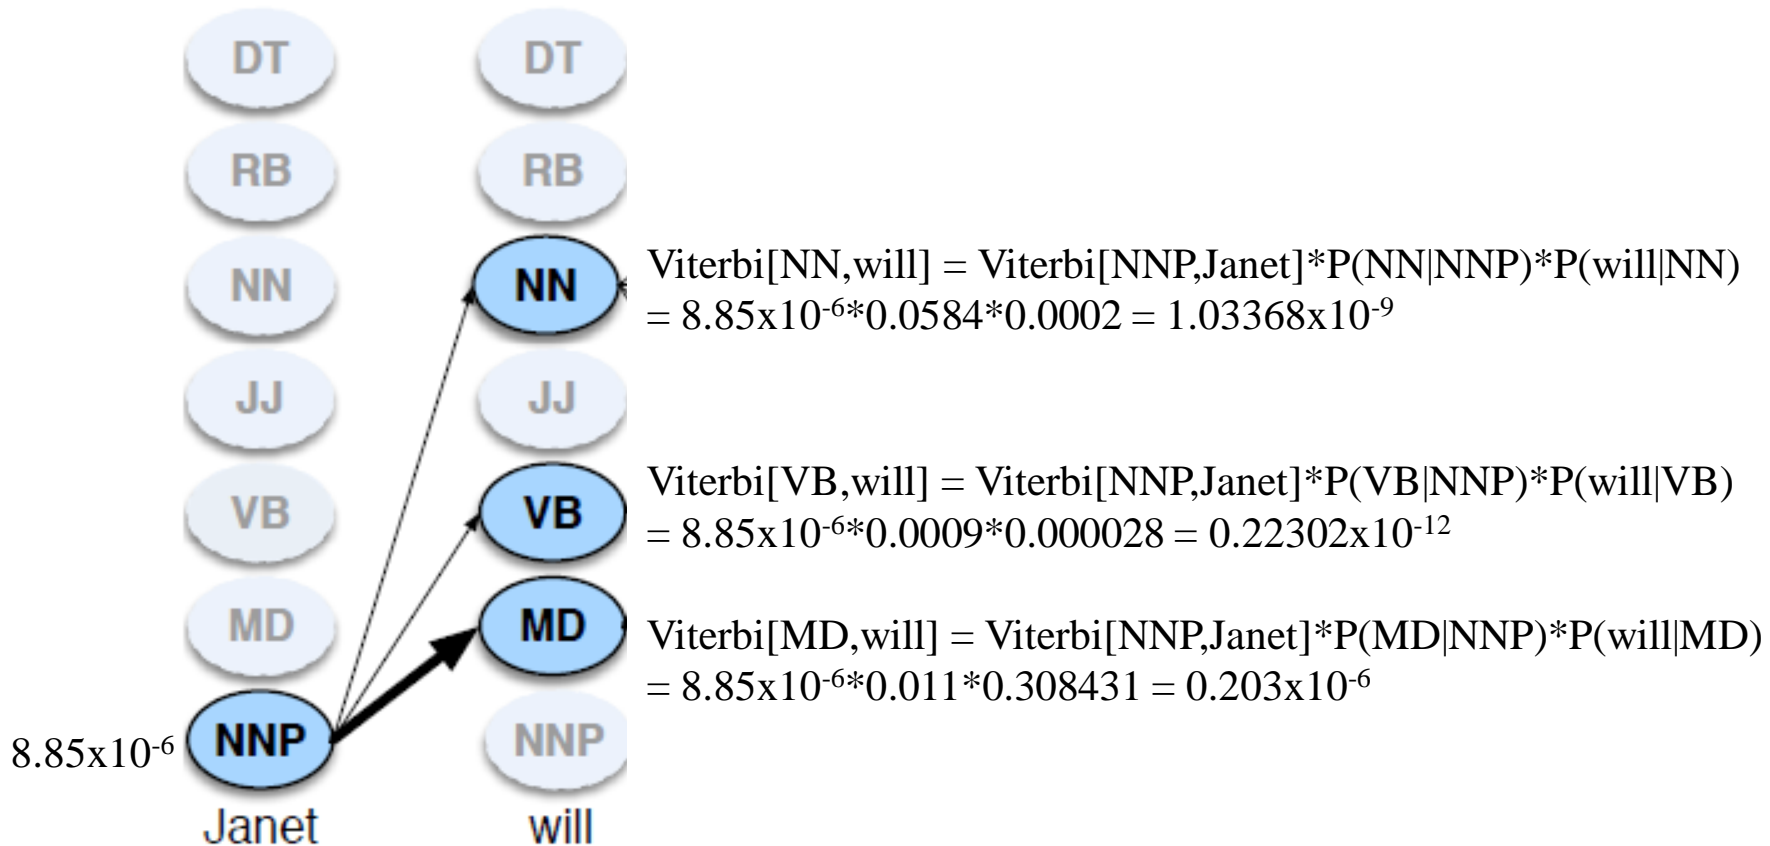 DT DT
RB RB
NN NN
Viterbi[NN,will] = Viterbi[NNP,Janet]*P(NN|NNP)*P(will|NN)
= 8.85x10⁻⁶*0.0584*0.0002 = 1.03368x10⁻⁹
JJ JJ
VB VB
Viterbi[VB,will] = Viterbi[NNP,Janet]*P(VB|NNP)*P(will|VB)
= 8.85x10⁻⁶*0.0009*0.000028 = 0.22302x10⁻¹²
MD MD
Viterbi[MD,will] = Viterbi[NNP,Janet]*P(MD|NNP)*P(will|MD)
= 8.85x10⁻⁶*0.011*0.308431 = 0.203x10⁻⁶
8.85x10⁻⁶ NNP NNP
Janet will